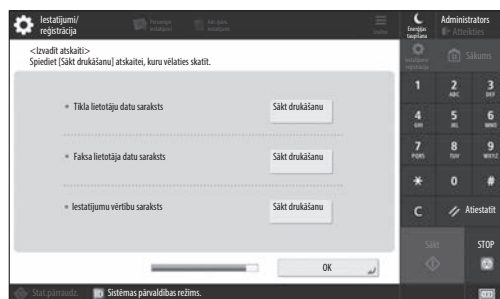 Iestatījumi/
reģistrācija
Enerģijas
taupīšana
Administrators
Atteikties
<Izvadīt atskaiti>
Spiediet [Sākt drukāšanu] atskaitei, kuru vēlaties skatīt.
Sākums
Tīkla lietotāju datu saraksts
Sākt drukāšanu
Faksa lietotāja datu saraksts
Sākt drukāšanu
Iestatījumu vērtību saraksts
Sākt drukāšanu
OK
1
2
ABC
3
DEF
4
GHI
5
JKL
6
MNO
7
PQRS
8
TUV
9
WXYZ
*
0
#
C
Atiestatīt
Sākt
STOP
Stat.pārraudz.
ID Sistēmas pārvaldības režīms.